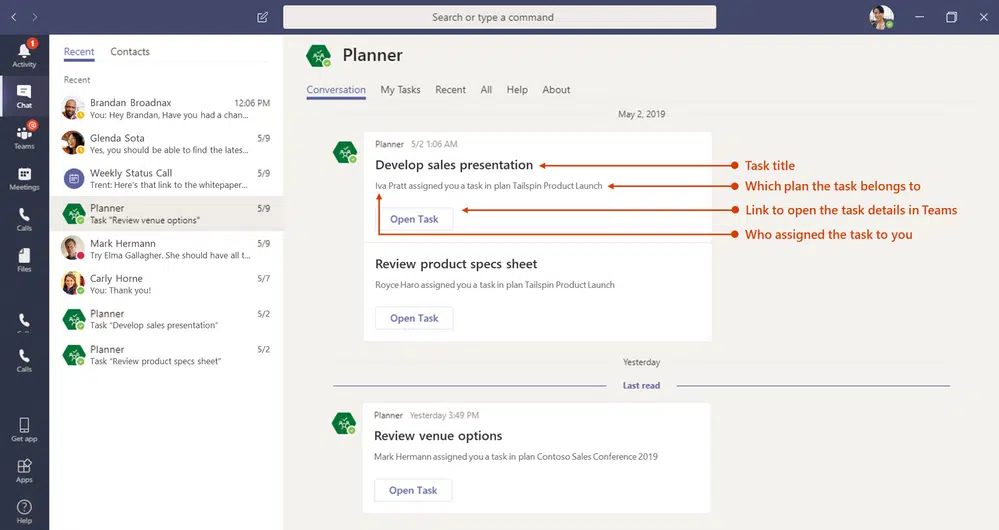 Search or type a command
1
Activity
Chat
@
Teams
Meetings
Calls
Files
Calls
Get app
Apps
Help
Recent Contacts
Recent
Brandan Broadnax 12:06 PM
You: Hey Brandan, Have you had a chan...
Glenda Sota 5/9
Yes, you should be able to find the lates...
Weekly Status Call 5/9
Trent: Here's that link to the whitepaper...
Planner 5/9
Task "Review venue options"
Mark Hermann 5/9
Try Elma Gallagher. She should have all t...
Carly Horne 5/7
You: Thank you!
Planner 5/2
Task "Develop sales presentation"
Planner 5/2
Task "Review product specs sheet"
Planner
Conversation My Tasks Recent All Help About
May 2, 2019
Planner 5/2 1:06 AM
Develop sales presentation
Iva Pratt assigned you a task in plan Tailspin Product Launch
Open Task
Task title
Which plan the task belongs to
Link to open the task details in Teams
Who assigned the task to you
Review product specs sheet
Royce Haro assigned you a task in plan Tailspin Product Launch
Open Task
Yesterday
Last read
Planner Yesterday 3:49 PM
Review venue options
Mark Hermann assigned you a task in plan Contoso Sales Conference 2019
Open Task